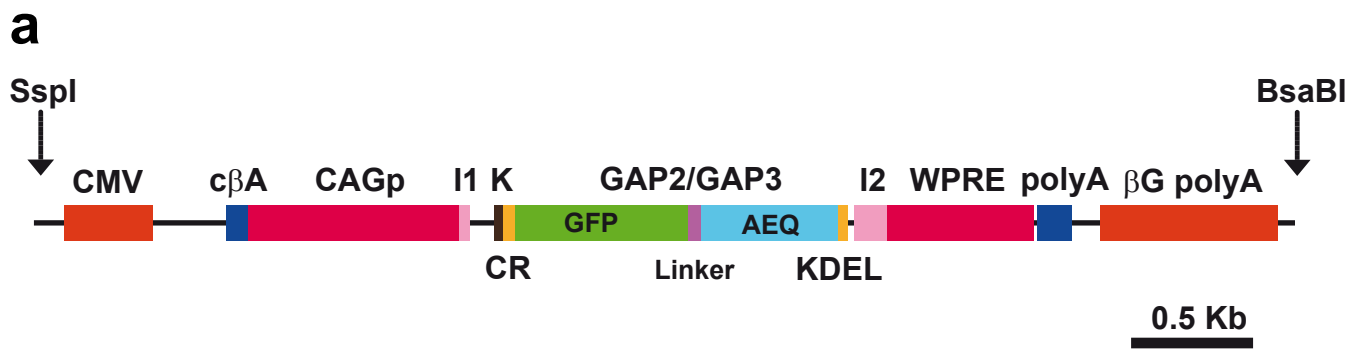 a
SspI
BsaBI
CMV cβA CAGp I1 K GAP2/GAP3 I2 WPRE polyA βG polyA
GFP AEQ
CR Linker KDEL
0.5 Kb